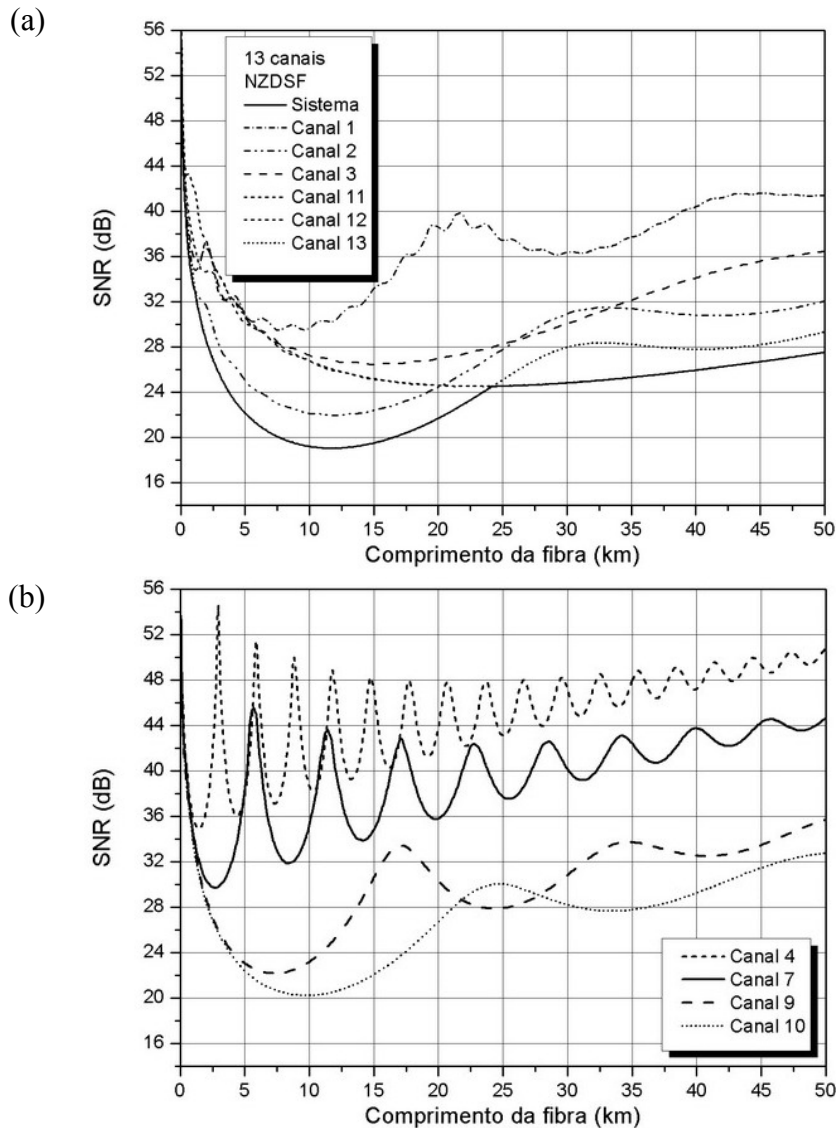 (a)
56
52
48
44
40
36
32
28
24
20
16
SNR (dB)
13 canais
NZDSF
Sistema
Canal 1
Canal 2
Canal 3
Canal 11
Canal 12
Canal 13
0 5 10 15 20 25 30 35 40 45 50
Comprimento da fibra (km)
(b)
56
52
48
44
40
36
32
28
24
20
16
SNR (dB)
Canal 4
Canal 7
Canal 9
Canal 10
0 5 10 15 20 25 30 35 40 45 50
Comprimento da fibra (km)